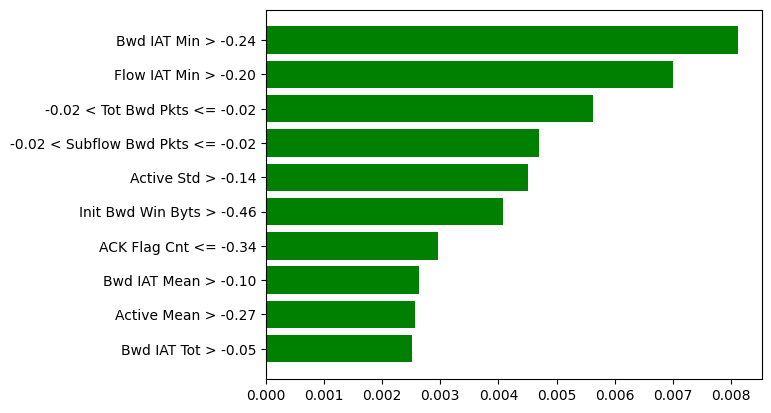 Bwd IAT Min > -0.24
Flow IAT Min > -0.20
-0.02 < Tot Bwd Pkts <= -0.02
-0.02 < Subflow Bwd Pkts <= -0.02
Active Std > -0.14
Init Bwd Win Byts > -0.46
ACK Flag Cnt <= -0.34
Bwd IAT Mean > -0.10
Active Mean > -0.27
Bwd IAT Tot > -0.05
0.000 0.001 0.002 0.003 0.004 0.005 0.006 0.007 0.008